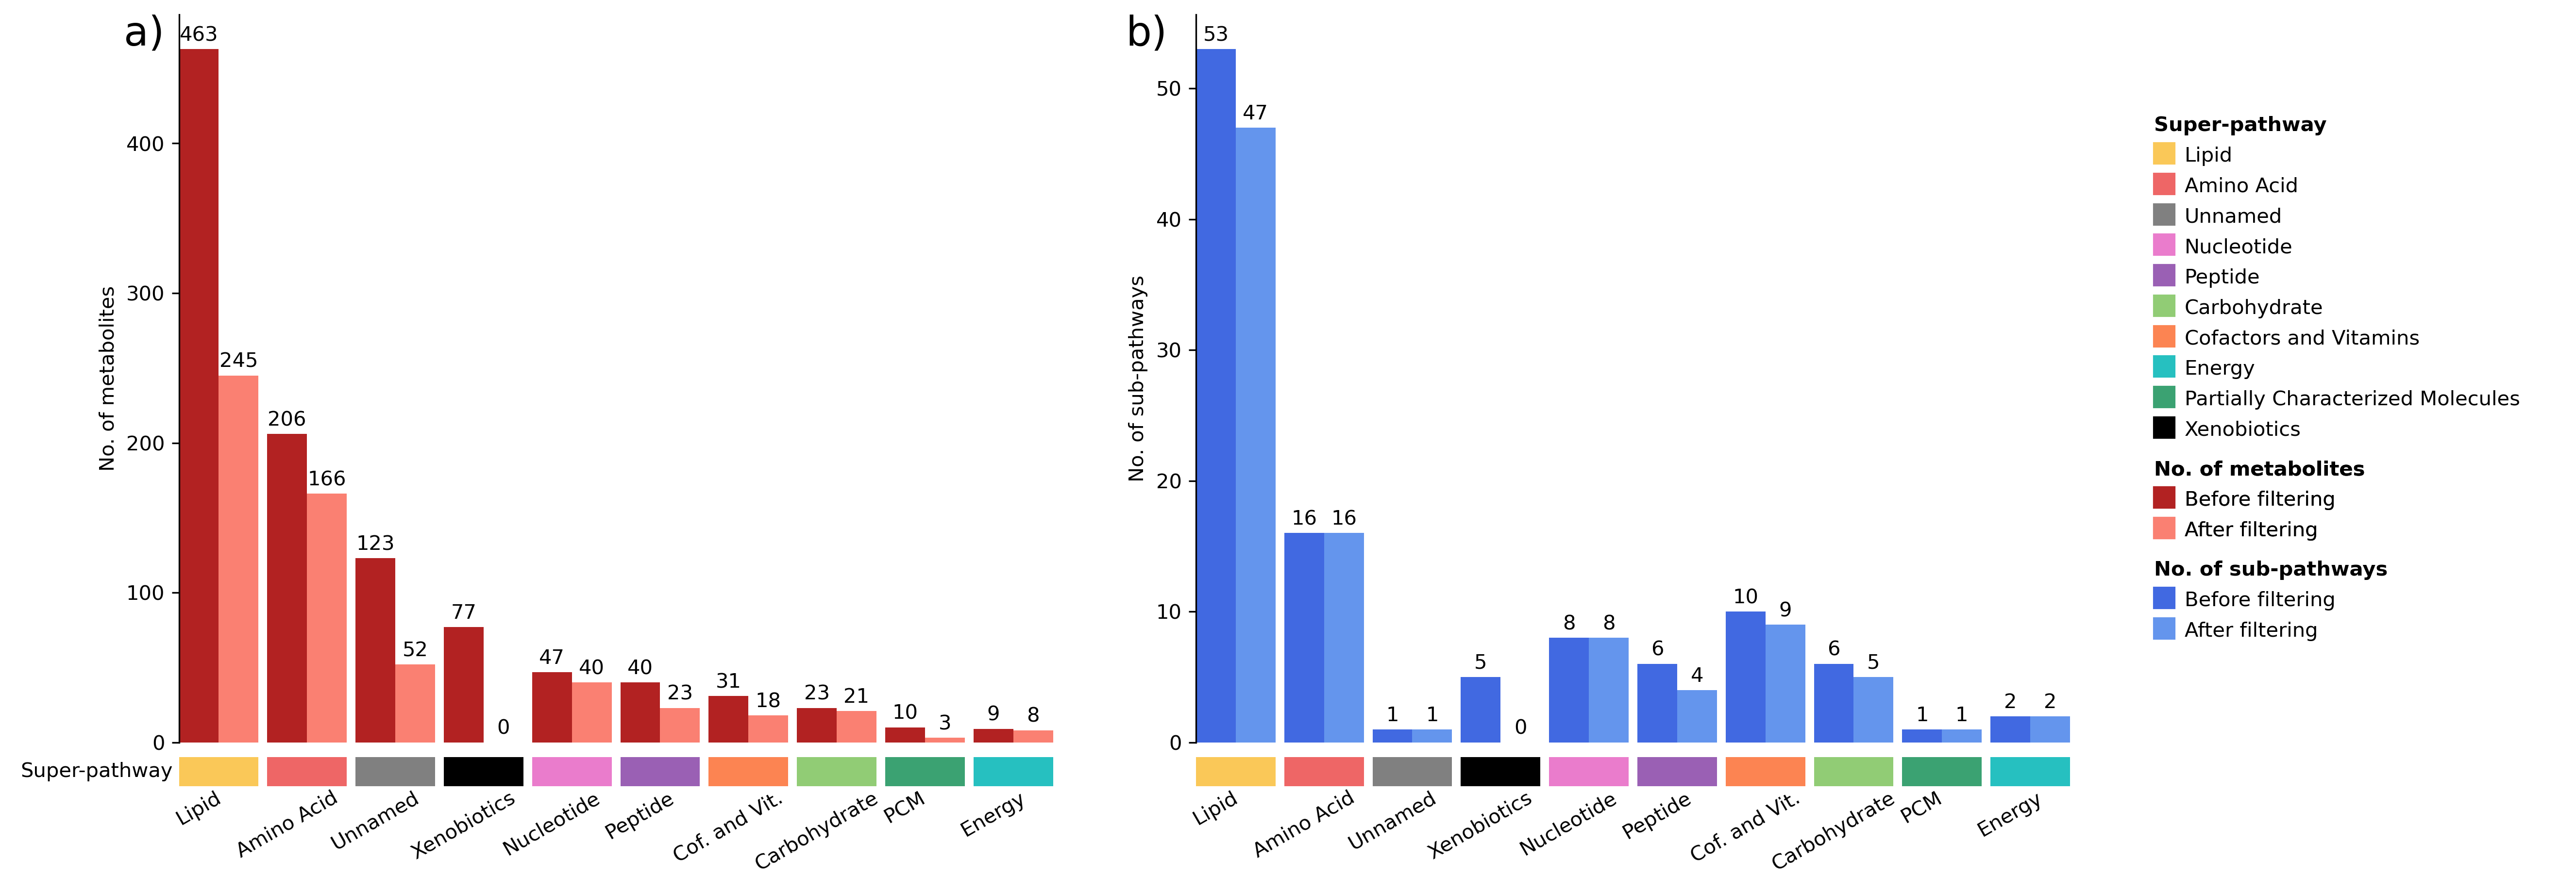 a)
No. of metabolites
400
300
200
100
0
463
245
206
166
123
52
77
0
47
40
40
23
31
18
23
21
10
3
9
8
Super-pathway
Lipid
Amino Acid
Unnamed
Xenobiotics
Nucleotide
Peptide
Cof. and Vit.
Carbohydrate
PCM
Energy
b)
No. of sub-pathways
50
40
30
20
10
0
53
47
16
16
1
1
5
0
8
8
6
4
10
9
6
5
1
1
2
2
Lipid
Amino Acid
Unnamed
Xenobiotics
Nucleotide
Peptide
Cof. and Vit.
Carbohydrate
PCM
Energy
Super-pathway
Lipid
Amino Acid
Unnamed
Nucleotide
Peptide
Carbohydrate
Cofactors and Vitamins
Energy
Partially Characterized Molecules
Xenobiotics
No. of metabolites
Before filtering
After filtering
No. of sub-pathways
Before filtering
After filtering